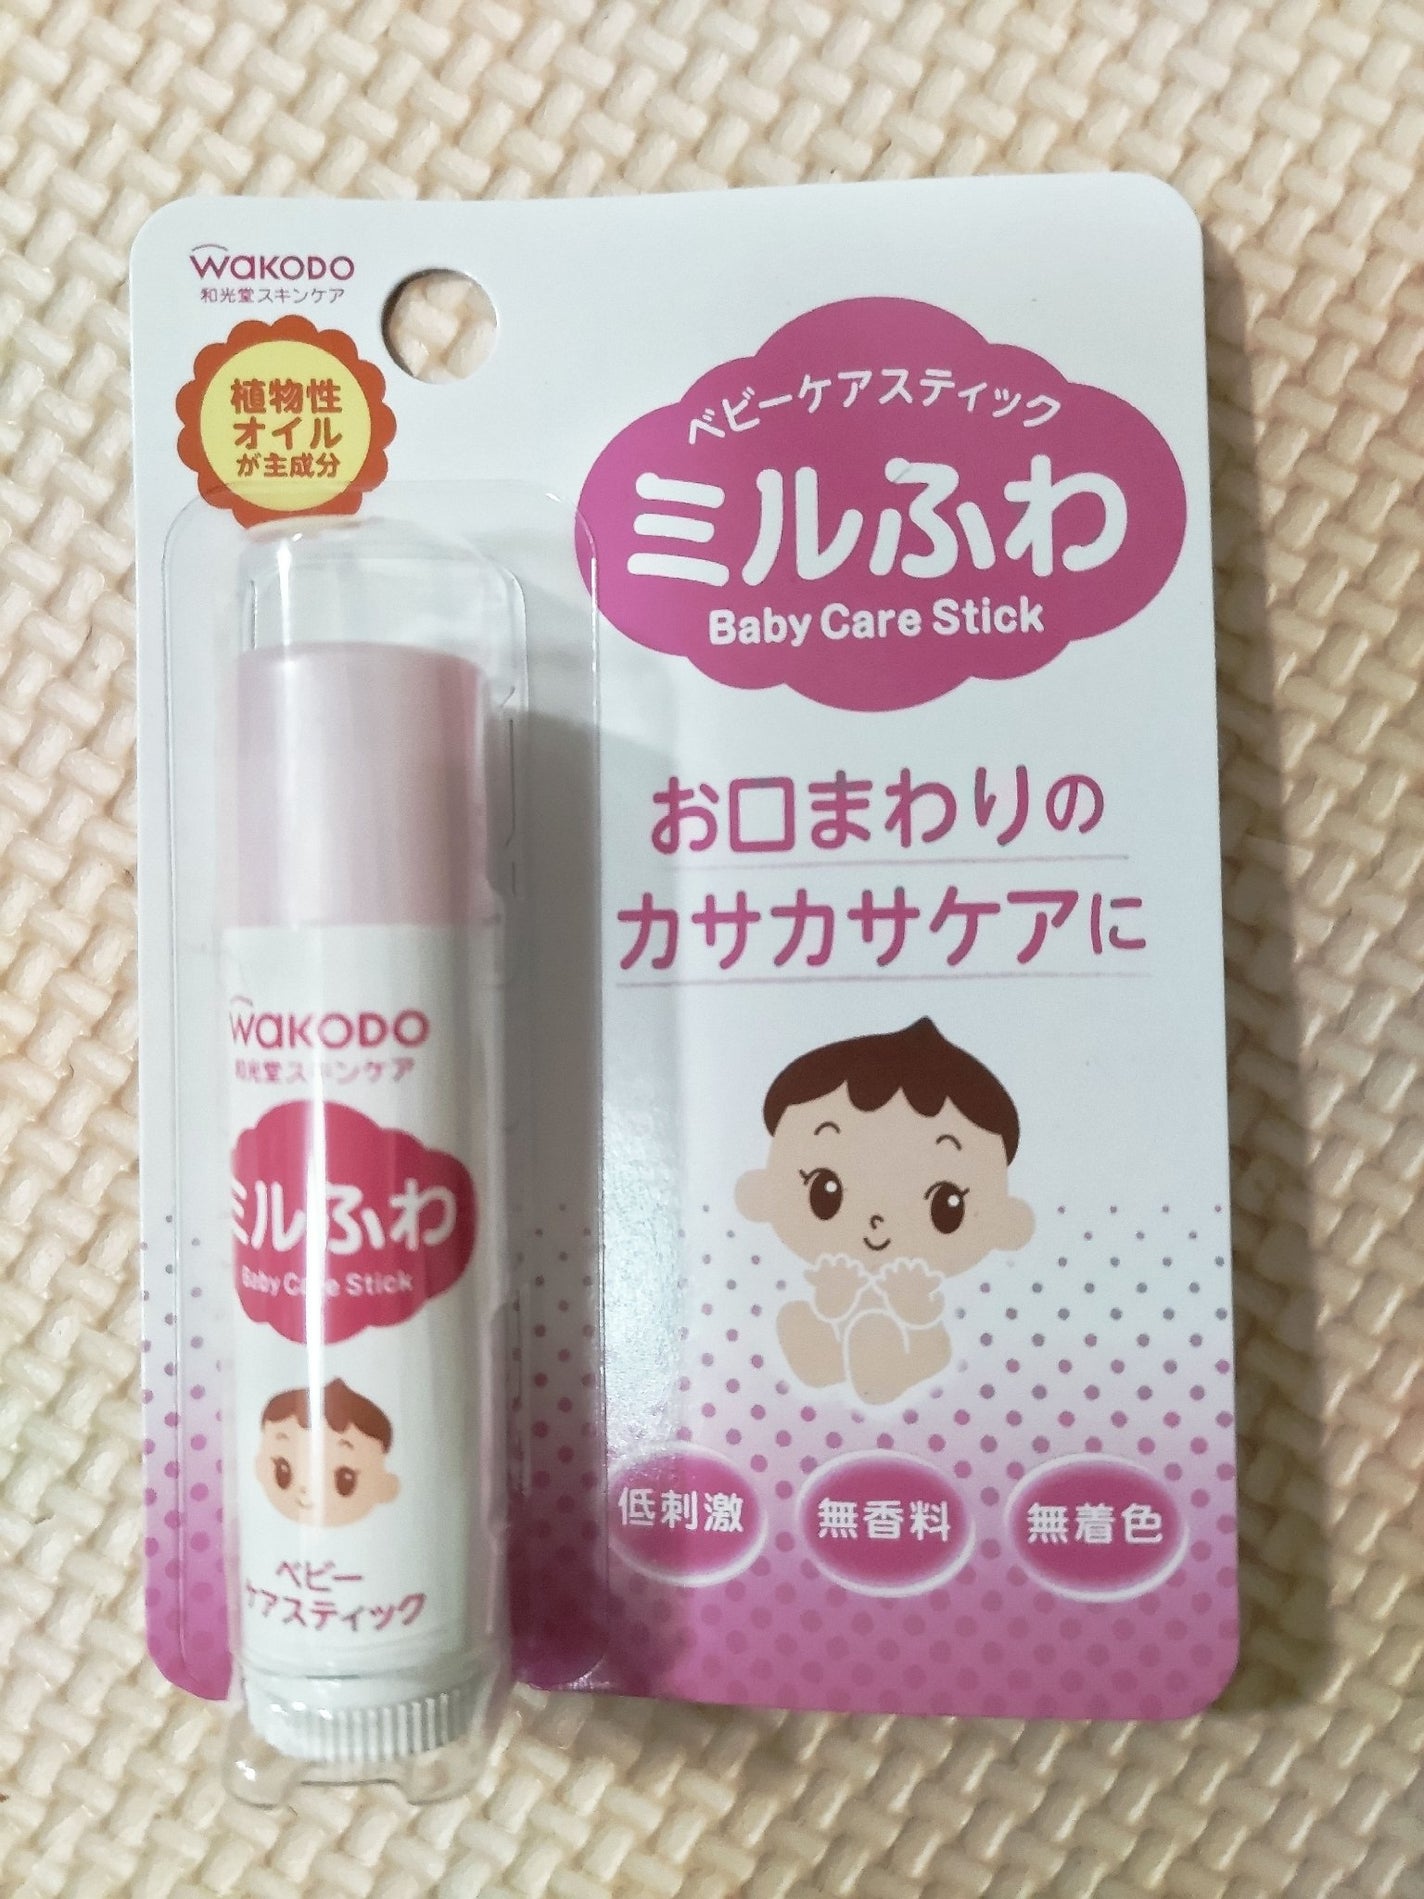 WAKODO
和光堂スキンケア
植物性
オイル
が主成分
ベビーケアスティック
ミルふわ
Baby Care Stick
お口まわりの
カサカサケアに
低刺激
無香料
無着色
WAKODO
和光堂スキンケア
ミルふわ
Baby Care Stick
ベビー
ケアスティック